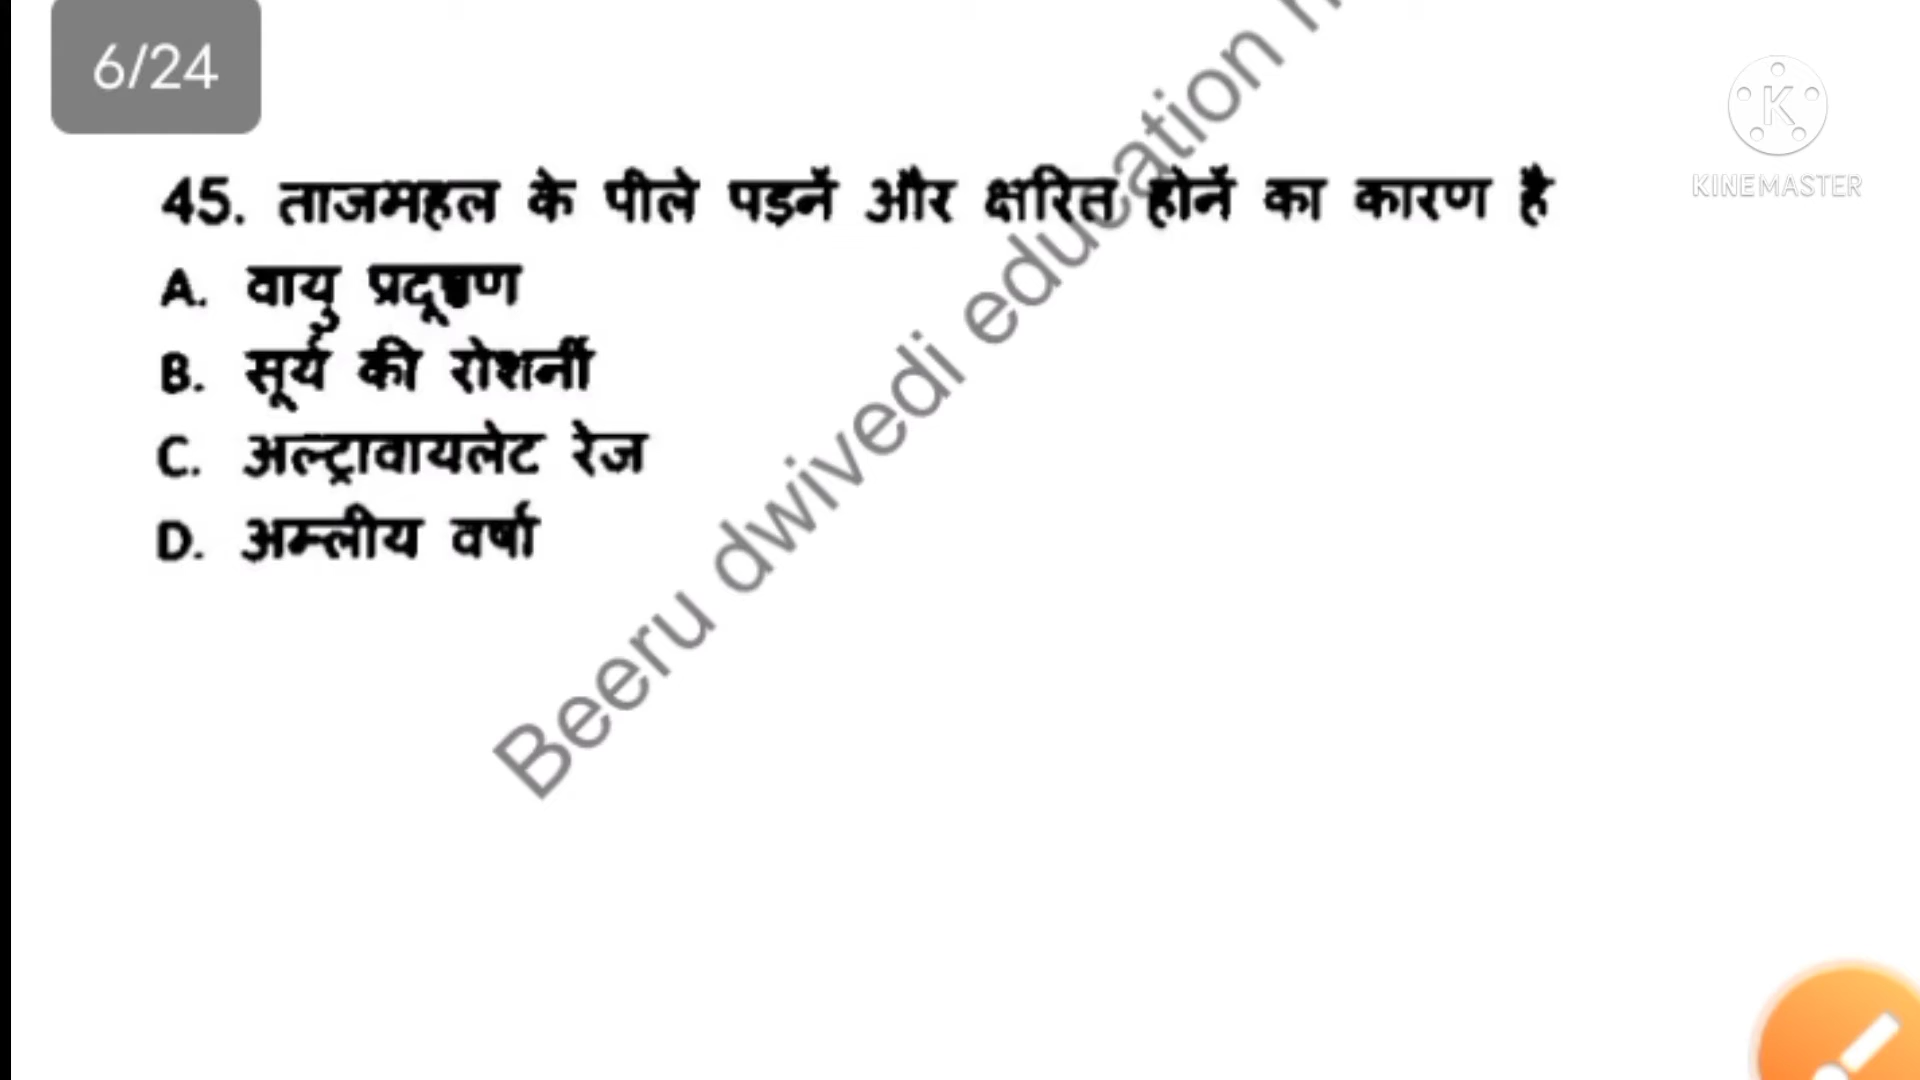 6/24
KINEMASTER
45. ताजमहल के पीले पड़नें और क्षरित होनें का कारण है
A. वायु प्रदूषण
B. सूर्य की रोशनीं
C. अल्ट्रावायलेट रेज
D. अम्लीय वर्षा
Beeru dwivedi education